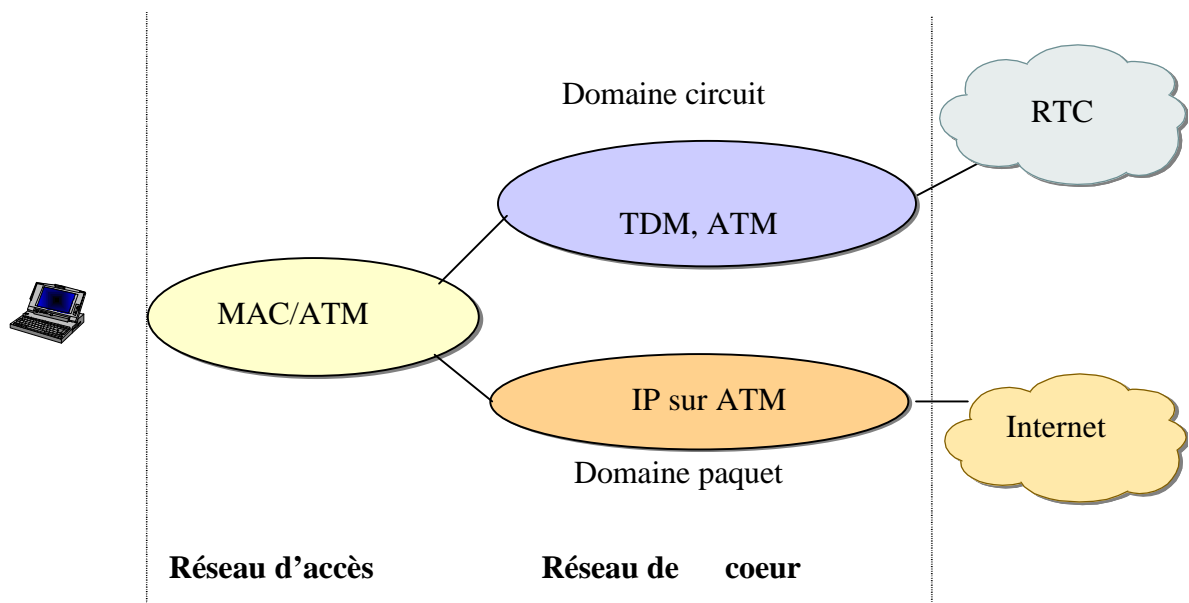 Domaine circuit
RTC
TDM, ATM
MAC/ATM
IP sur ATM
Internet
Domaine paquet
Réseau d’accès
Réseau de coeur